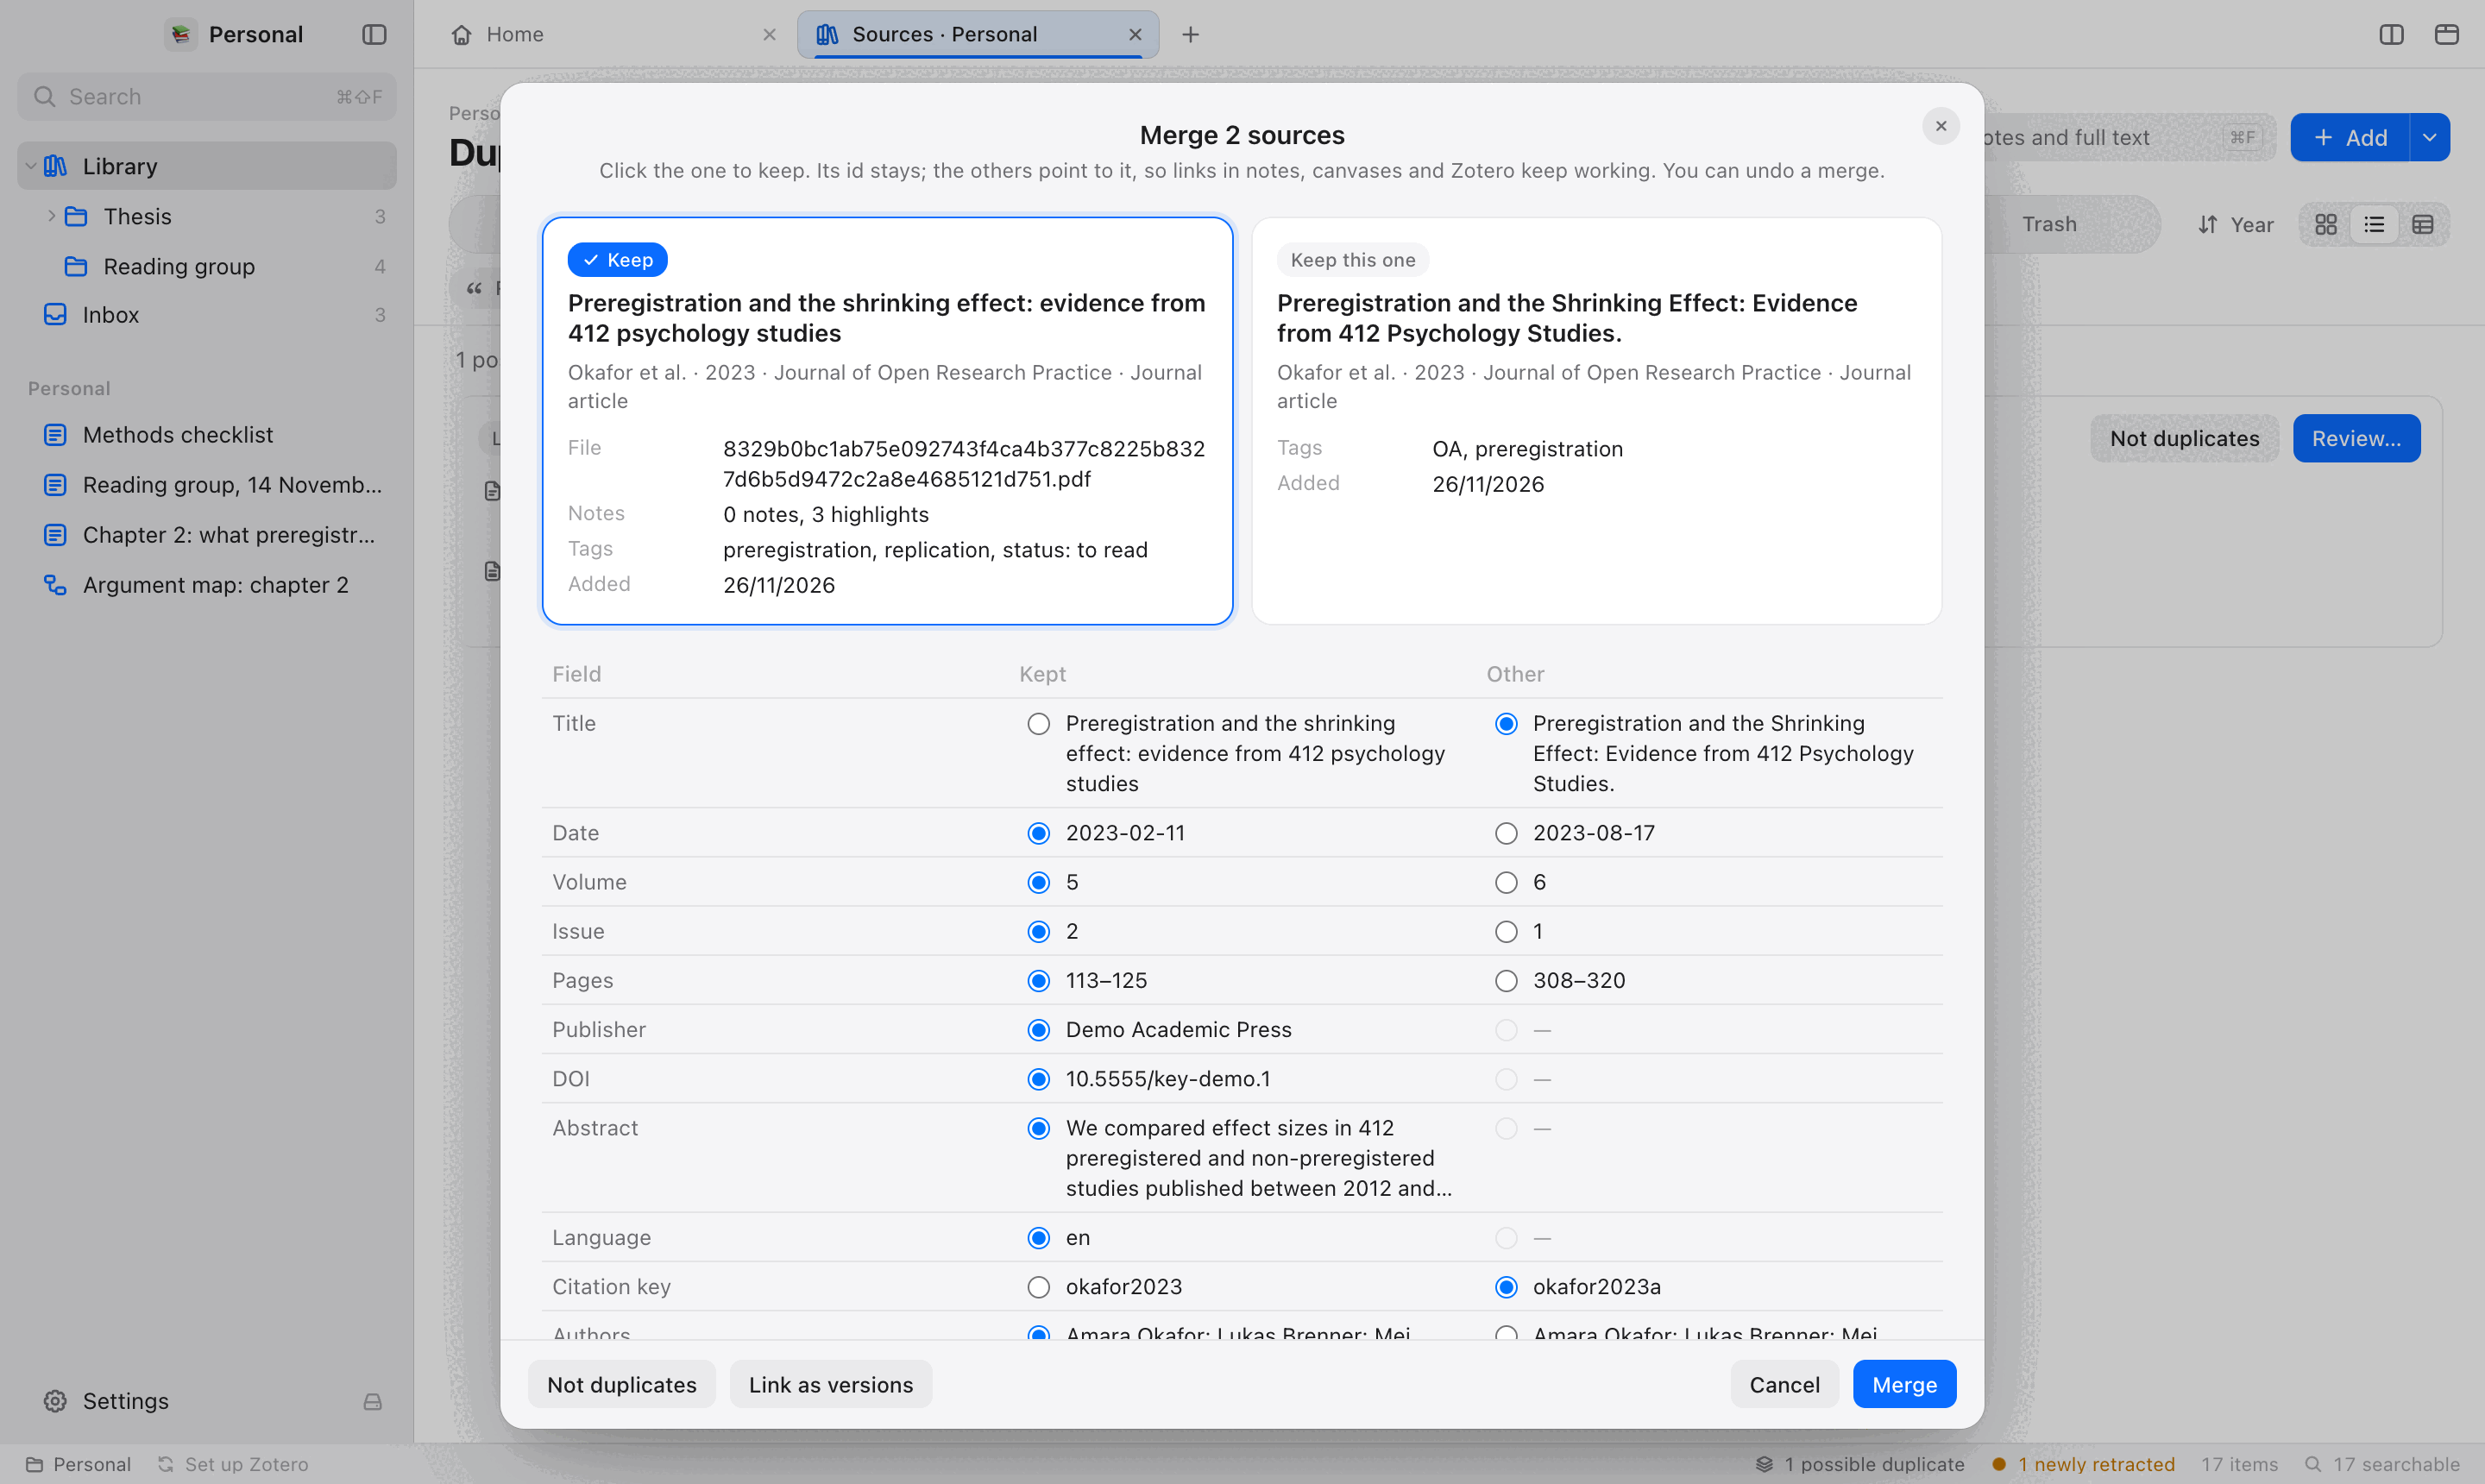 Personal
Search
⌘⇧F
Library
Thesis
3
Reading group
4
Inbox
3
Personal
Methods checklist
Reading group, 14 Novemb...
Chapter 2: what preregistr...
Argument map: chapter 2
Settings
Home
Sources · Personal
Add
⌘F
otes and full text
Trash
Year
Not duplicates
Review...
Merge 2 sources
Click the one to keep. Its id stays; the others point to it, so links in notes, canvases and Zotero keep working. You can undo a merge.
Keep
Preregistration and the shrinking effect: evidence from
412 psychology studies
Okafor et al. · 2023 · Journal of Open Research Practice · Journal
article
File
8329b0bc1ab75e092743f4ca4b377c8225b832
7d6b5d9472c2a8e4685121d751.pdf
Notes
0 notes, 3 highlights
Tags
preregistration, replication, status: to read
Added
26/11/2026
Keep this one
Preregistration and the Shrinking Effect: Evidence
from 412 Psychology Studies.
Okafor et al. · 2023 · Journal of Open Research Practice · Journal
article
Tags
OA, preregistration
Added
26/11/2026
Field
Kept
Other
Title
Preregistration and the shrinking
effect: evidence from 412 psychology
studies
Preregistration and the Shrinking
Effect: Evidence from 412 Psychology
Studies.
Date
2023-02-11
2023-08-17
Volume
5
6
Issue
2
1
Pages
113–125
308–320
Publisher
Demo Academic Press
—
DOI
10.5555/key-demo.1
—
Abstract
We compared effect sizes in 412
preregistered and non-preregistered
studies published between 2012 and...
—
Language
en
—
Citation key
okafor2023
okafor2023a
Authors
Amara Okafor; Lukas Brenner; Mei
Amara Okafor; Lukas Brenner; Mei
Not duplicates
Link as versions
Cancel
Merge
Personal
Set up Zotero
1 possible duplicate
1 newly retracted
17 items
17 searchable